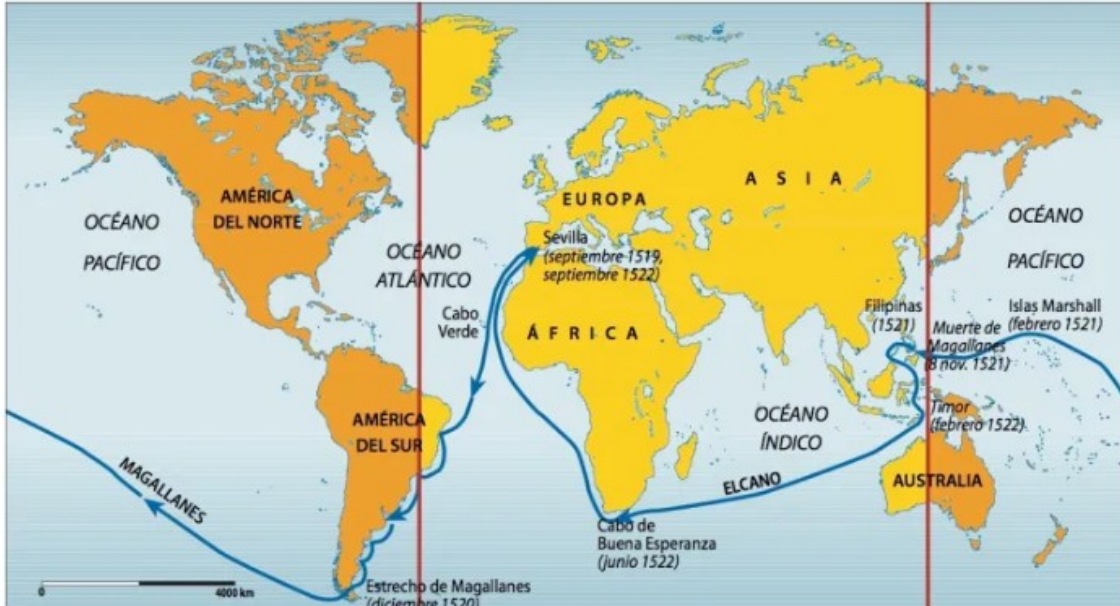 AMÉRICA
DEL NORTE
OCÉANO
PACÍFICO
OCÉANO
ATLÁNTICO
EUROPA
ASIA
Sevilla
(septiembre 1519,
septiembre 1522)
Cabo
Verde
ÁFRICA
OCÉANO
PACÍFICO
Filipinas
(1521)
Islas Marshall
(febrero 1521)
Muerte de
Magallanes
(8 nov. 1521)
AMÉRICA
DEL SUR
OCÉANO
ÍNDICO
Timor
(febrero 1522)
MAGALLANES
ELCANO
AUSTRALIA
Cabo de
Buena Esperanza
(junio 1522)
0 4000 km
Estrecho de Magallanes
(diciembre 1520)